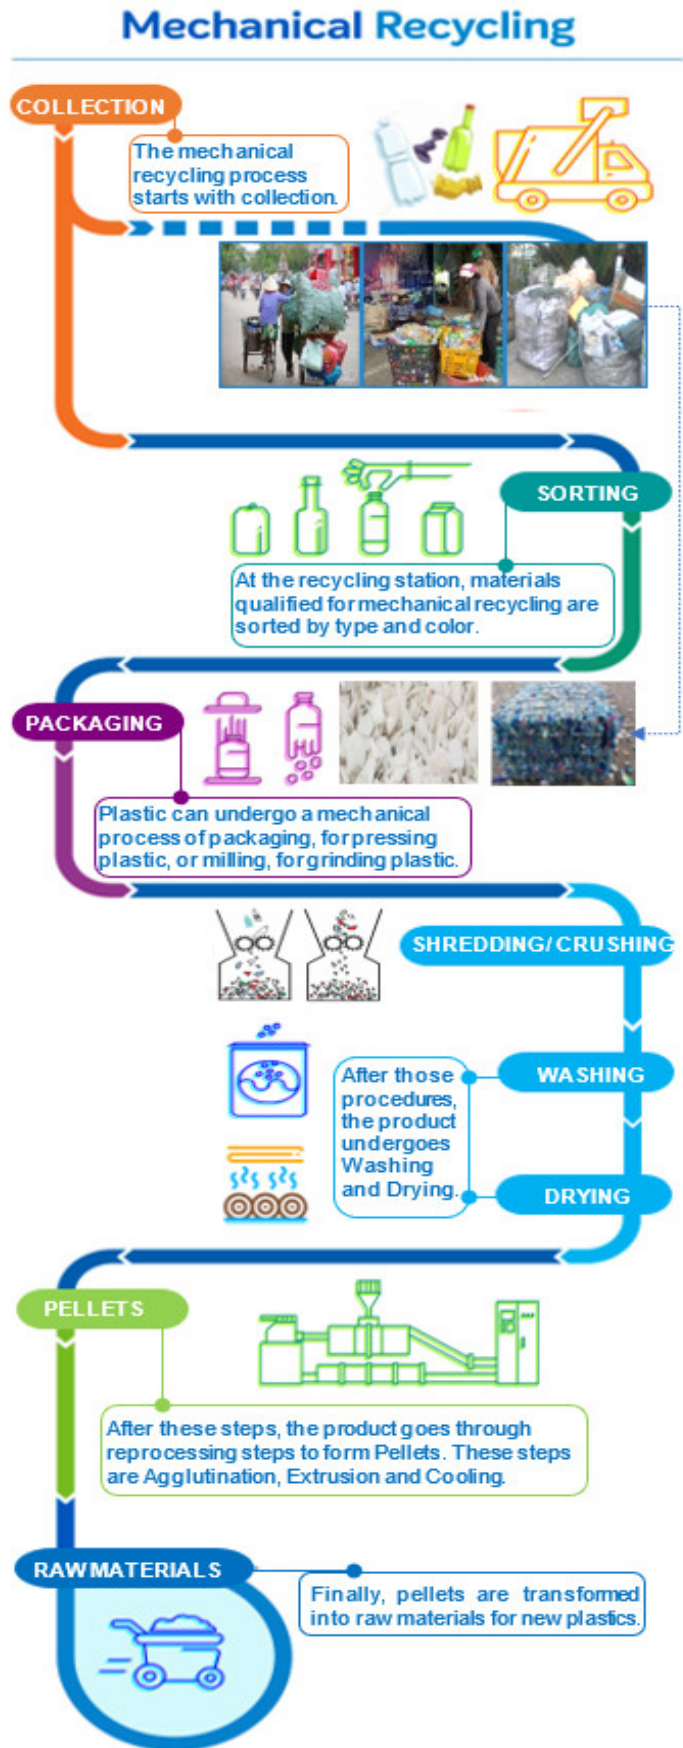 Mechanical Recycling
COLLECTION
The mechanical
recycling process
starts with collection.
SORTING
At the recycling station, materials
qualified for mechanical recycling are
sorted by type and color.
PACKAGING
Plastic can undergo a mechanical
process of packaging, for pressing
plastic, or milling, for grinding plastic.
SHREDDING/ CRUSHING
WASHING
After those
procedures,
the product
undergoes
Washing
and Drying.
DRYING
PELLETS
After these steps, the product goes through
reprocessing steps to form Pellets. These steps
are Agglutination, Extrusion and Cooling.
RAW MATERIALS
Finally, pellets are transformed
into raw materials for new plastics.